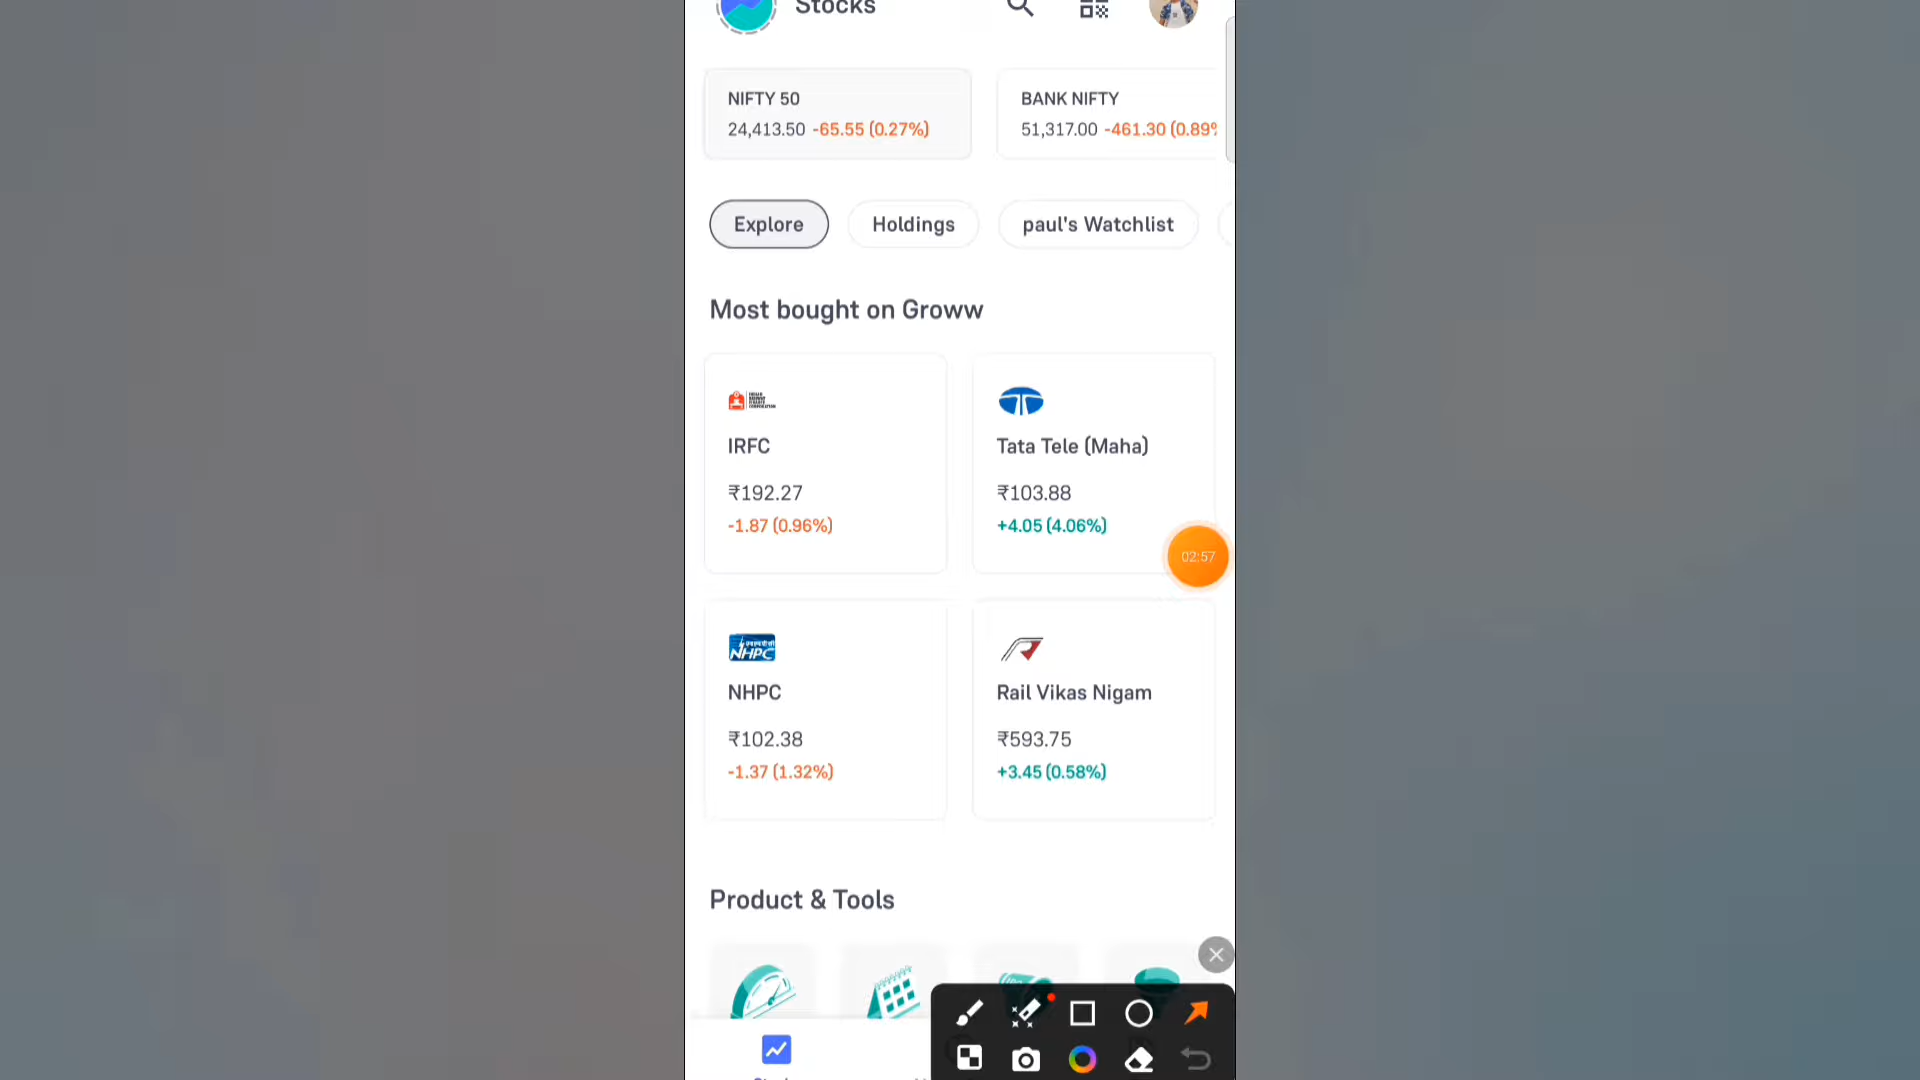 Stocks
NIFTY 50
24,413.50 -65.55 (0.27%)
BANK NIFTY
51,317.00 -461.30 (0.89%
Explore
Holdings
paul's Watchlist
Most bought on Groww
IRFC
₹192.27
-1.87 (0.96%)
Tata Tele (Maha)
₹103.88
+4.05 (4.06%)
02:57
NHPC
NHPC
₹102.38
-1.37 (1.32%)
Rail Vikas Nigam
₹593.75
+3.45 (0.58%)
Product & Tools